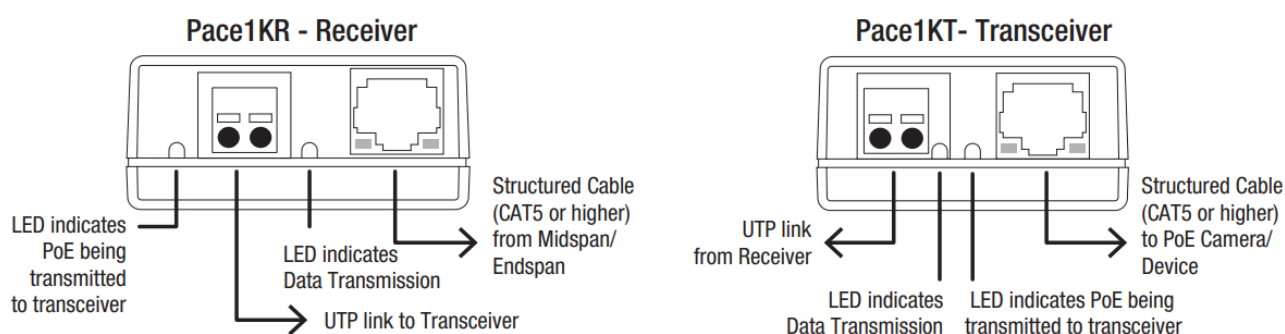 Pace1KR - Receiver
LED indicates
PoE being
transmitted
to transceiver
LED indicates
Data Transmission
UTP link to Transceiver
Structured Cable
(CAT5 or higher)
from Midspan/
Endspan
Pace1KT- Transceiver
UTP link
from Receiver
LED indicates
Data Transmission
LED indicates PoE being
transmitted to transceiver
Structured Cable
(CAT5 or higher)
to PoE Camera/
Device